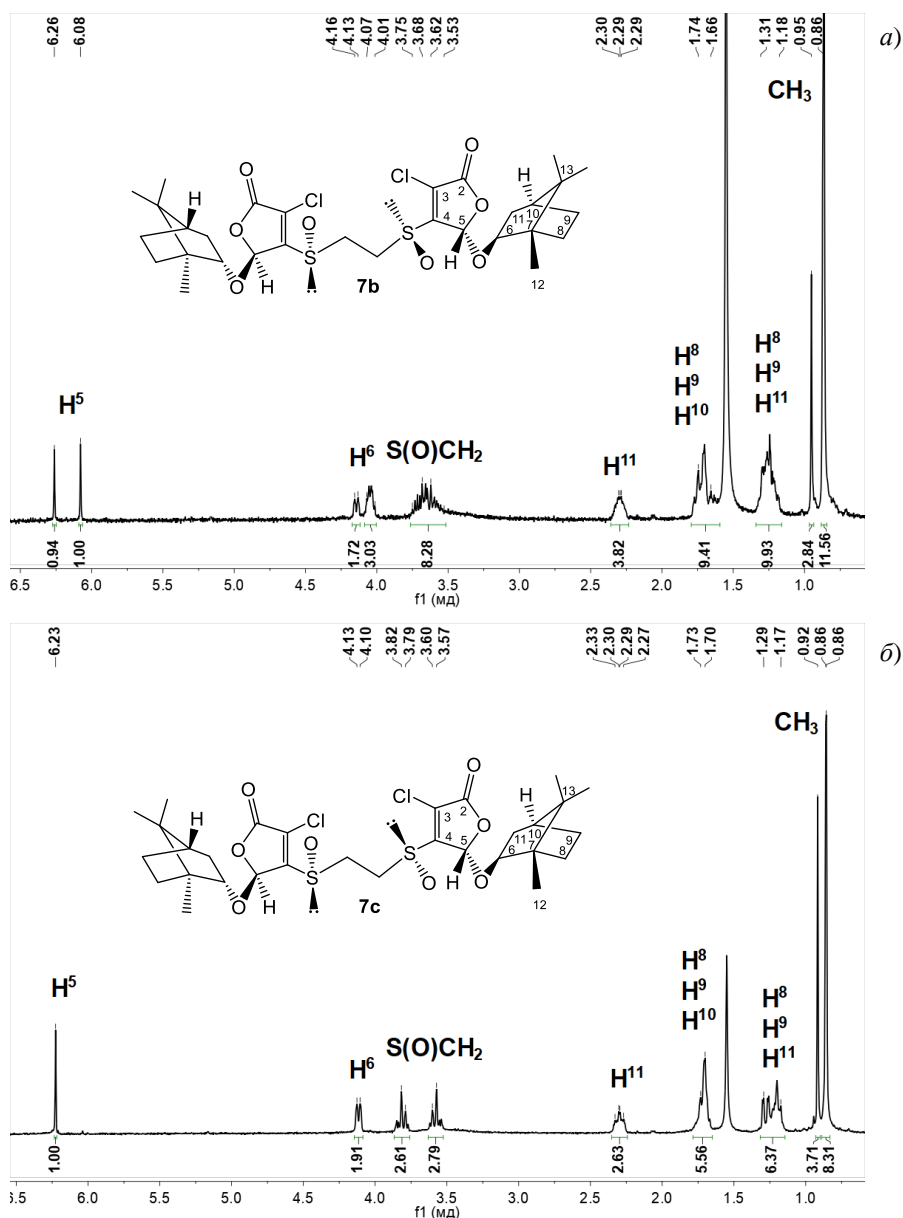 6.26
6.08
4.16
4.13
4.07
4.01
3.75
3.68
3.62
3.53
2.30
2.29
2.29
1.74
1.66
1.31
1.18
0.95
0.86
а)
CH3
O
Cl
H
O
O
S
O
H
7b
Cl
O
2
3
4
5
O
S
O
H
O
H
10
11
6
7
13
9
8
12
H5
H6
S(O)CH2
H11
H8
H9
H10
H8
H9
H11
0.94
1.00
1.72
3.03
8.28
3.82
9.41
9.93
2.84
11.56
6.5 6.0 5.5 5.0 4.5 4.0 3.5 3.0 2.5 2.0 1.5 1.0
f1 (мд)
6.23
4.13
4.10
3.82
3.79
3.60
3.57
2.33
2.30
2.29
2.27
1.73
1.70
1.29
1.17
0.92
0.86
0.86
б)
CH3
O
Cl
H
O
O
S
O
H
7c
Cl
O
2
3
4
5
O
S
O
H
O
H
10
11
6
7
13
9
8
12
H5
H6
S(O)CH2
H11
H8
H9
H10
H8
H9
H11
1.00
1.91
2.61
2.79
2.63
5.56
6.37
3.71
8.31
6.5 6.0 5.5 5.0 4.5 4.0 3.5 3.0 2.5 2.0 1.5 1.0
f1 (мд)